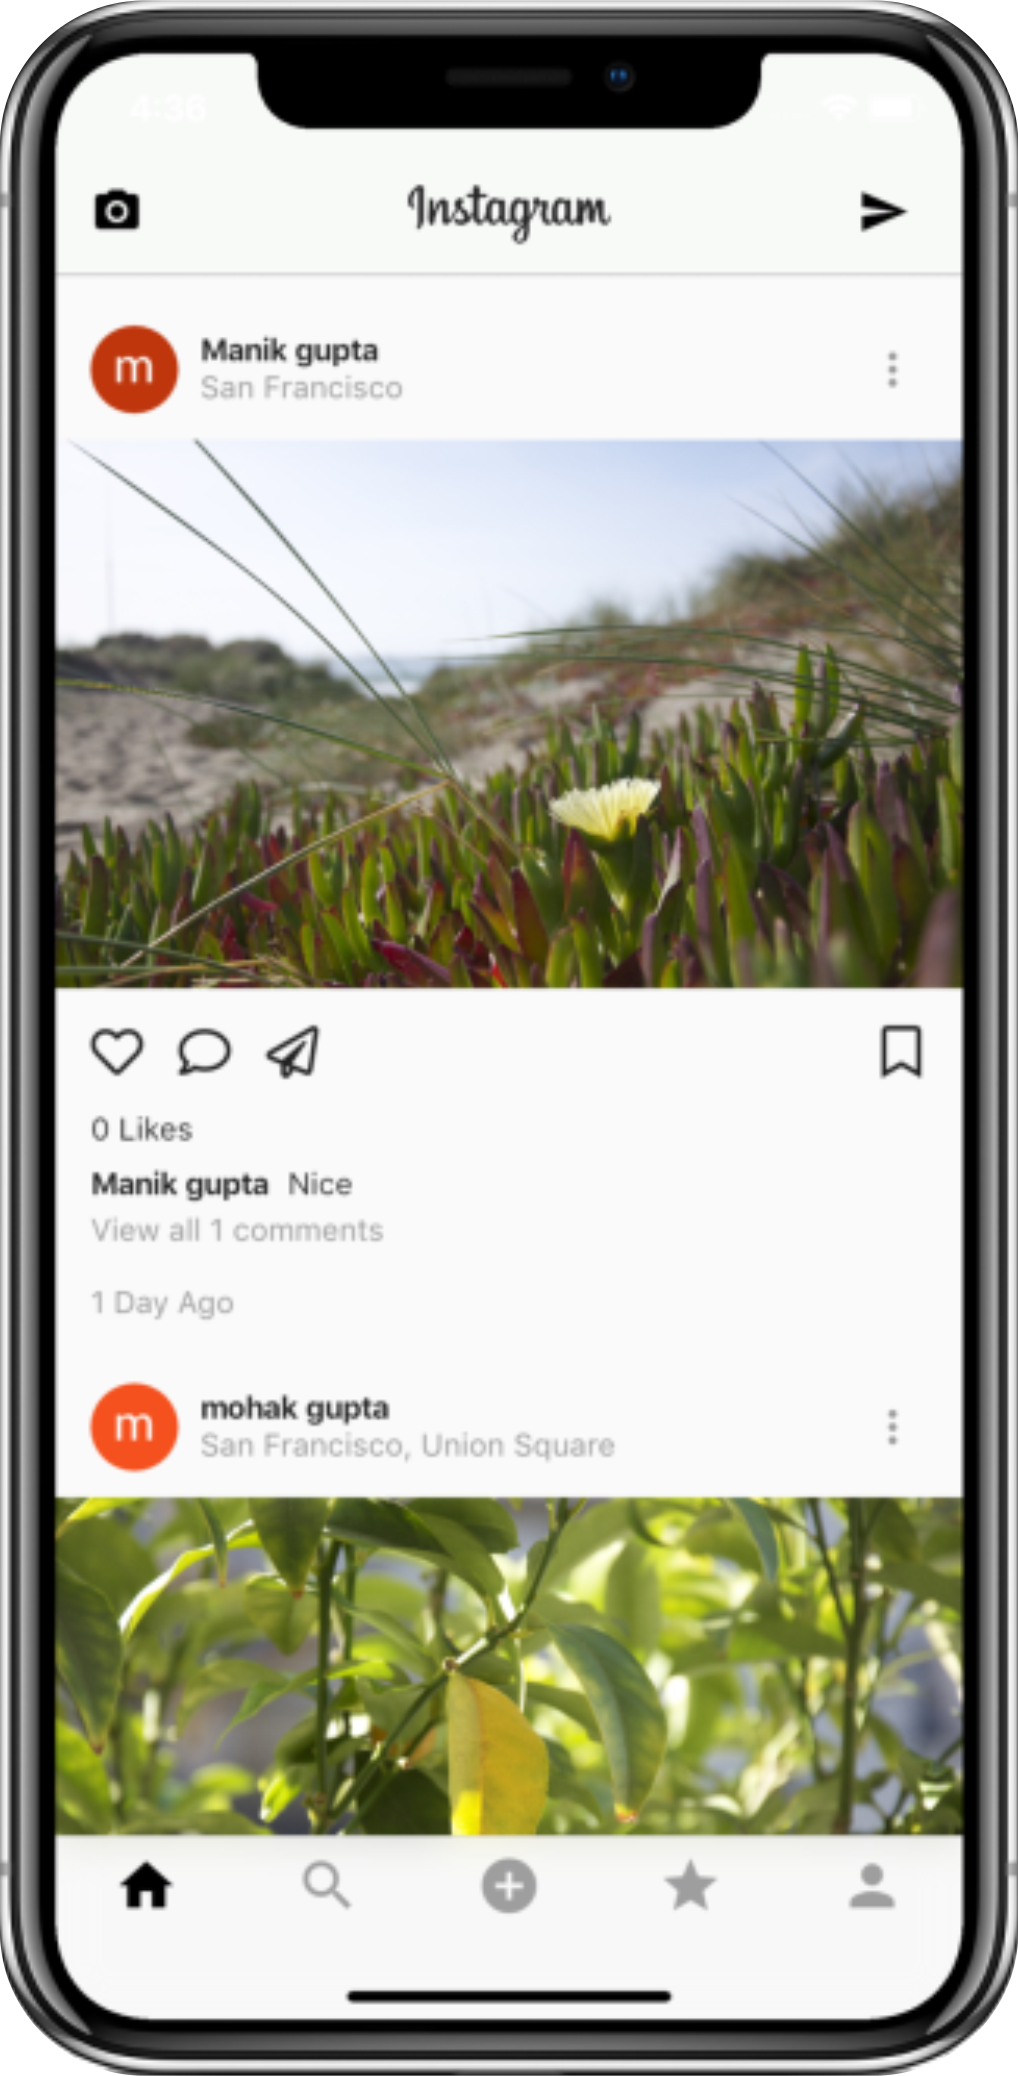 4:36
Instagram
m
Manik gupta
San Francisco
0 Likes
Manik gupta Nice
View all 1 comments
1 Day Ago
m
mohak gupta
San Francisco, Union Square